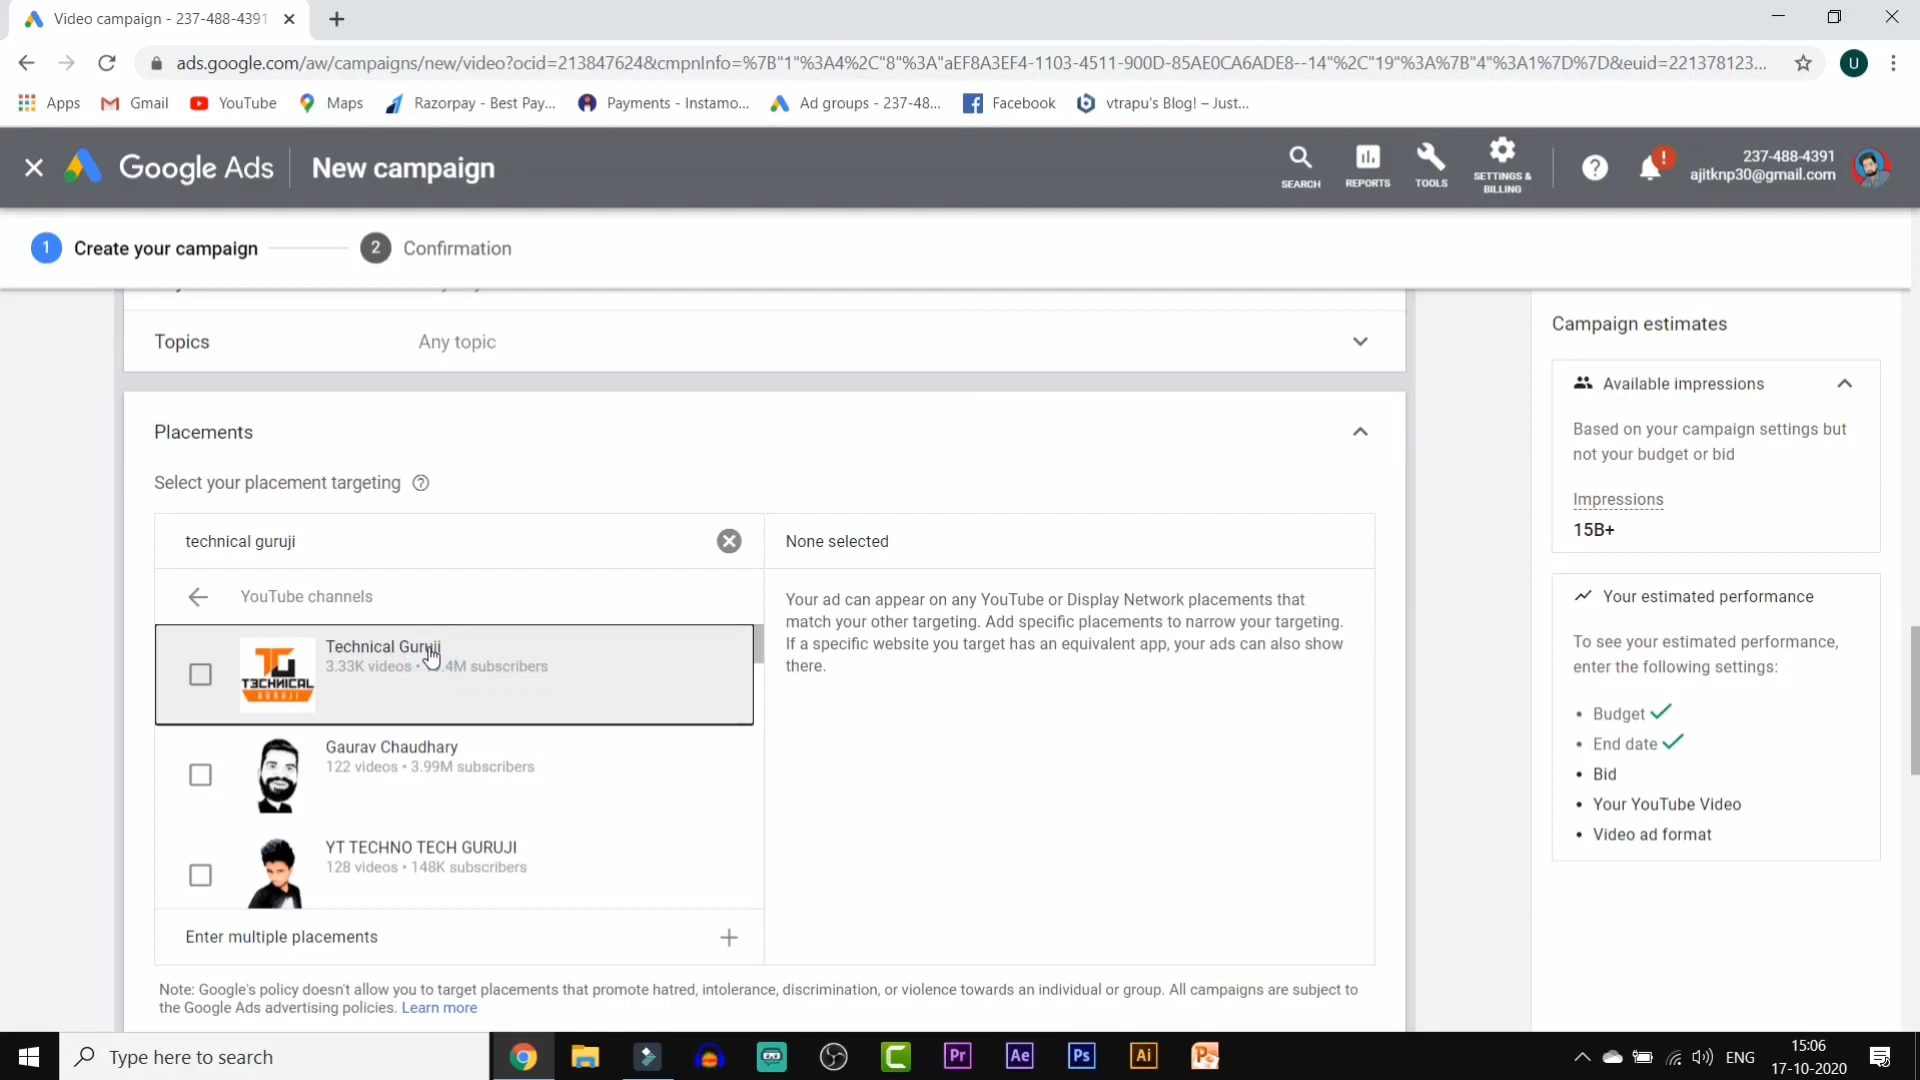 Video campaign - 237-488-4391
ads.google.com/aw/campaigns/new/video?ocid=213847624&cmpnInfo=%7B"1"%3A4%2C"8"%3A"aEF8A3EF4-1103-4511-900D-85AE0CA6ADE8--14"%2C"19"%3A%7B"4"%3A1%7D%7D&euid=221378123...
U
Apps
Gmail
YouTube
Maps
Razorpay - Best Pay...
Payments - Instamo...
Ad groups - 237-48...
Facebook
vtrapu's Blog! – Just...
Google Ads
New campaign
SEARCH
REPORTS
TOOLS
SETTINGS & BILLING
237-488-4391
ajitknp30@gmail.com
1 Create your campaign
2 Confirmation
Topics
Any topic
Placements
Select your placement targeting
technical guruji
None selected
YouTube channels
Your ad can appear on any YouTube or Display Network placements that
match your other targeting. Add specific placements to narrow your targeting.
If a specific website you target has an equivalent app, your ads can also show
there.
TECHNICAL
GURUJI
Technical Guruji
3.33K videos • .4M subscribers
Gaurav Chaudhary
122 videos • 3.99M subscribers
YT TECHNO TECH GURUJI
128 videos • 148K subscribers
Enter multiple placements
Note: Google's policy doesn't allow you to target placements that promote hatred, intolerance, discrimination, or violence towards an individual or group. All campaigns are subject to
the Google Ads advertising policies. Learn more
Campaign estimates
Available impressions
Based on your campaign settings but
not your budget or bid
Impressions
15B+
Your estimated performance
To see your estimated performance,
enter the following settings:
• Budget
• End date
• Bid
• Your YouTube Video
• Video ad format
Type here to search
Pr
Ae
Ps
Ai
ENG
15:06
17-10-2020